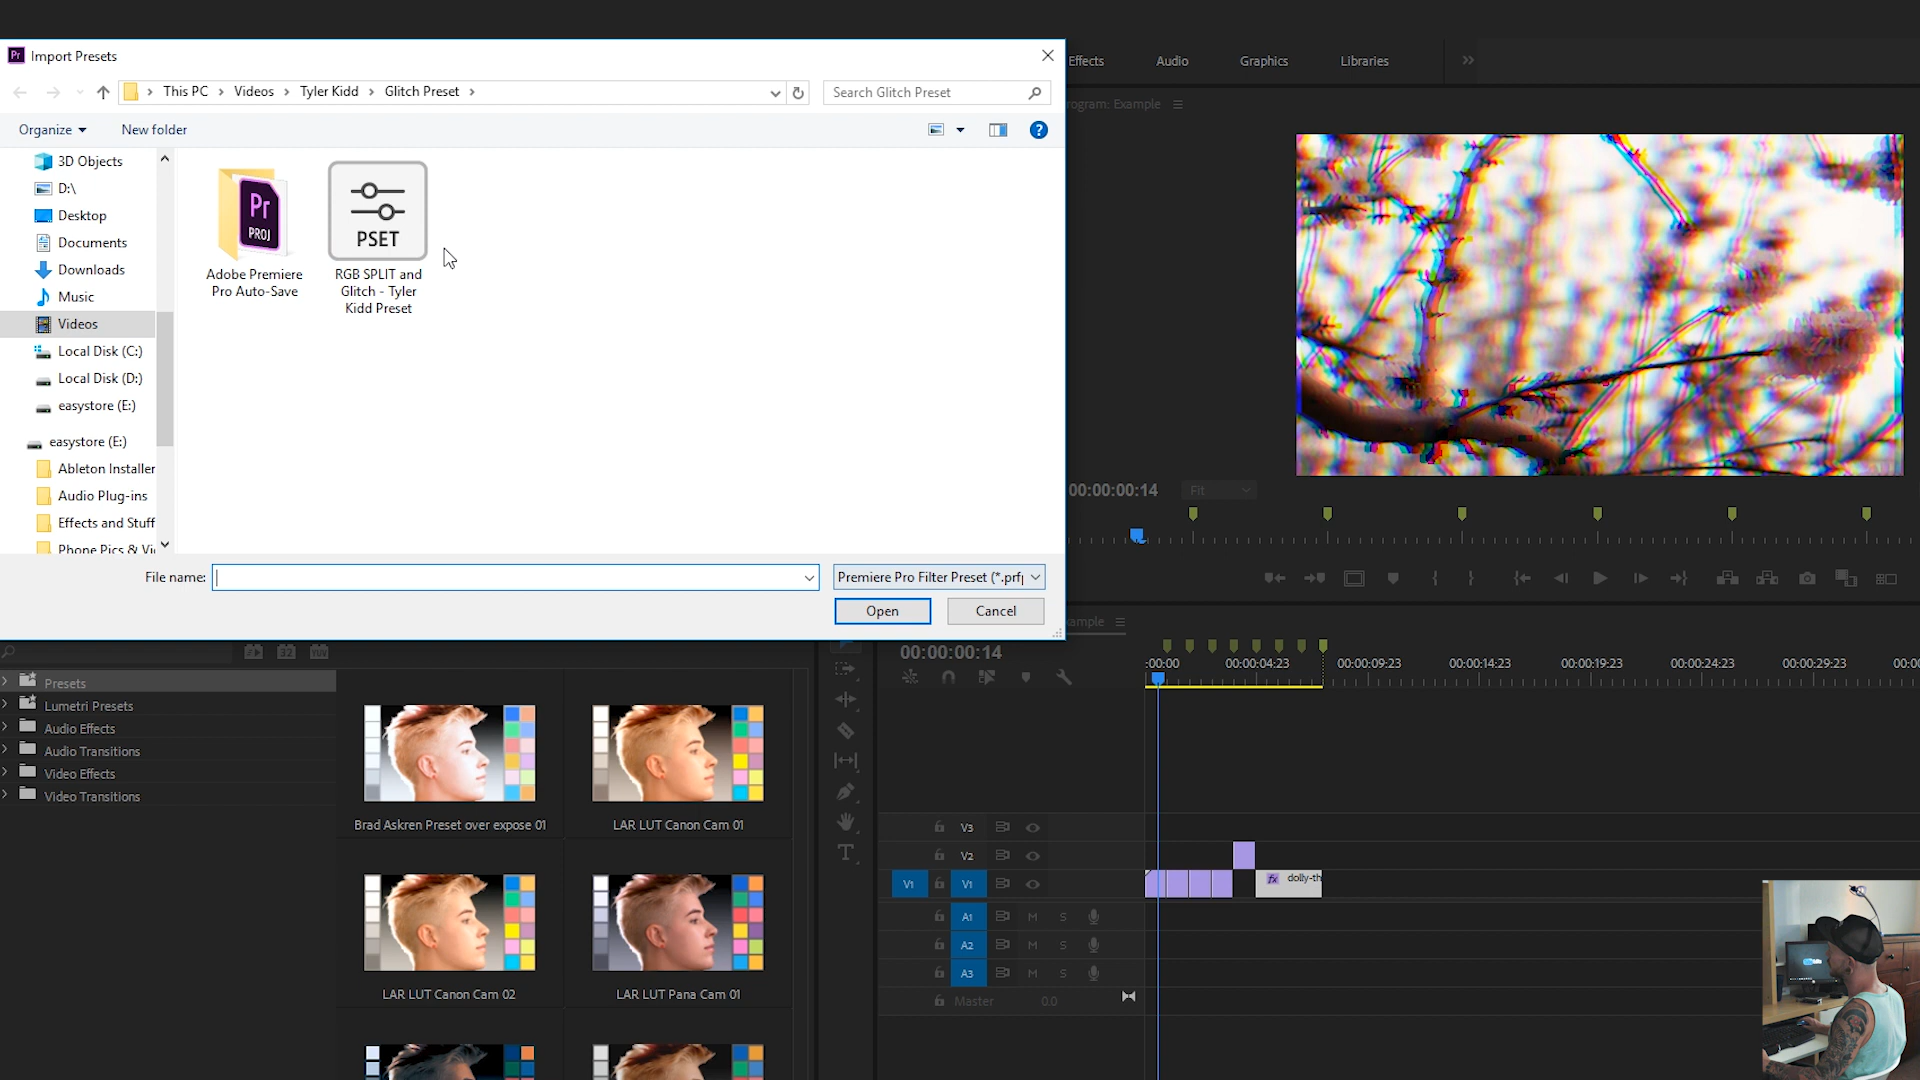 Pr Import Presets
Effects
Audio
Graphics
Libraries
This PC > Videos > Tyler Kidd > Glitch Preset >
Search Glitch Preset
rogram: Example
Organize
New folder
3D Objects
D:\
Desktop
Documents
Downloads
Music
Videos
Local Disk (C:)
Local Disk (D:)
easystore (E:)
easystore (E:)
Ableton Installer
Audio Plug-ins
Effects and Stuff
Phone Pics & Vi
Pr
PROJ
Adobe Premiere
Pro Auto-Save
PSET
RGB SPLIT and
Glitch - Tyler
Kidd Preset
00:00:00:14
Fit
File name:
Premiere Pro Filter Preset (*.prf
Open
Cancel
ample
00:00:00:14
:00:00
00:00:04:23
00:00:09:23
00:00:14:23
00:00:19:23
00:00:24:23
00:00:29:23
00:0
Presets
Lumetri Presets
Audio Effects
Audio Transitions
Video Effects
Video Transitions
Brad Askren Preset over expose 01
LAR LUT Canon Cam 01
LAR LUT Canon Cam 02
LAR LUT Pana Cam 01
V3
V2
V1
V1
fx dolly-th
A1
M
S
A2
M
S
A3
M
S
Master
0.0